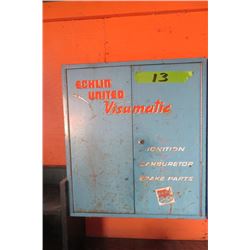 13
ECHLIN
UNITED
Visumatic
IGNITION
CARBURETOR
BRAKE PARTS